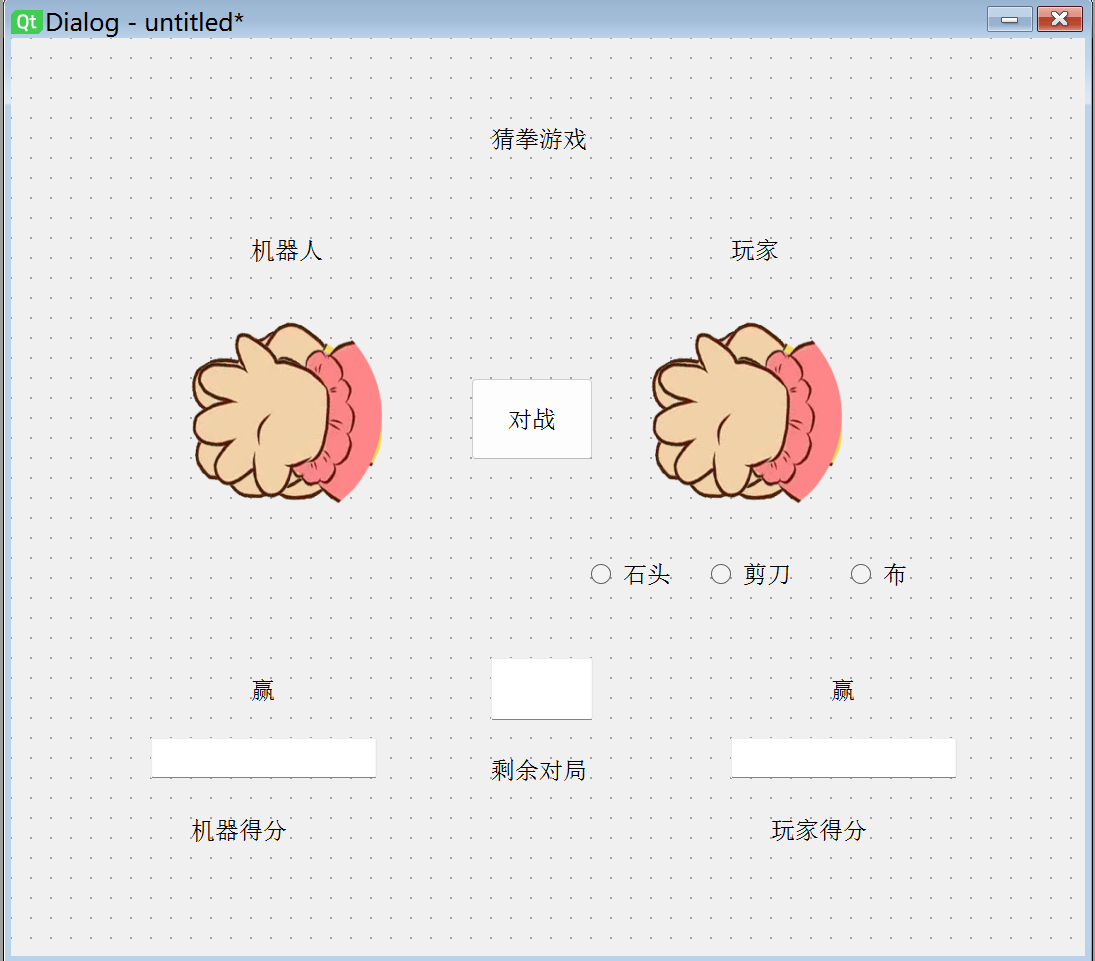 Qt Dialog - untitled*
猜拳游戏
机器人
玩家
对战
石头
剪刀
布
赢
赢
剩余对局
机器得分
玩家得分